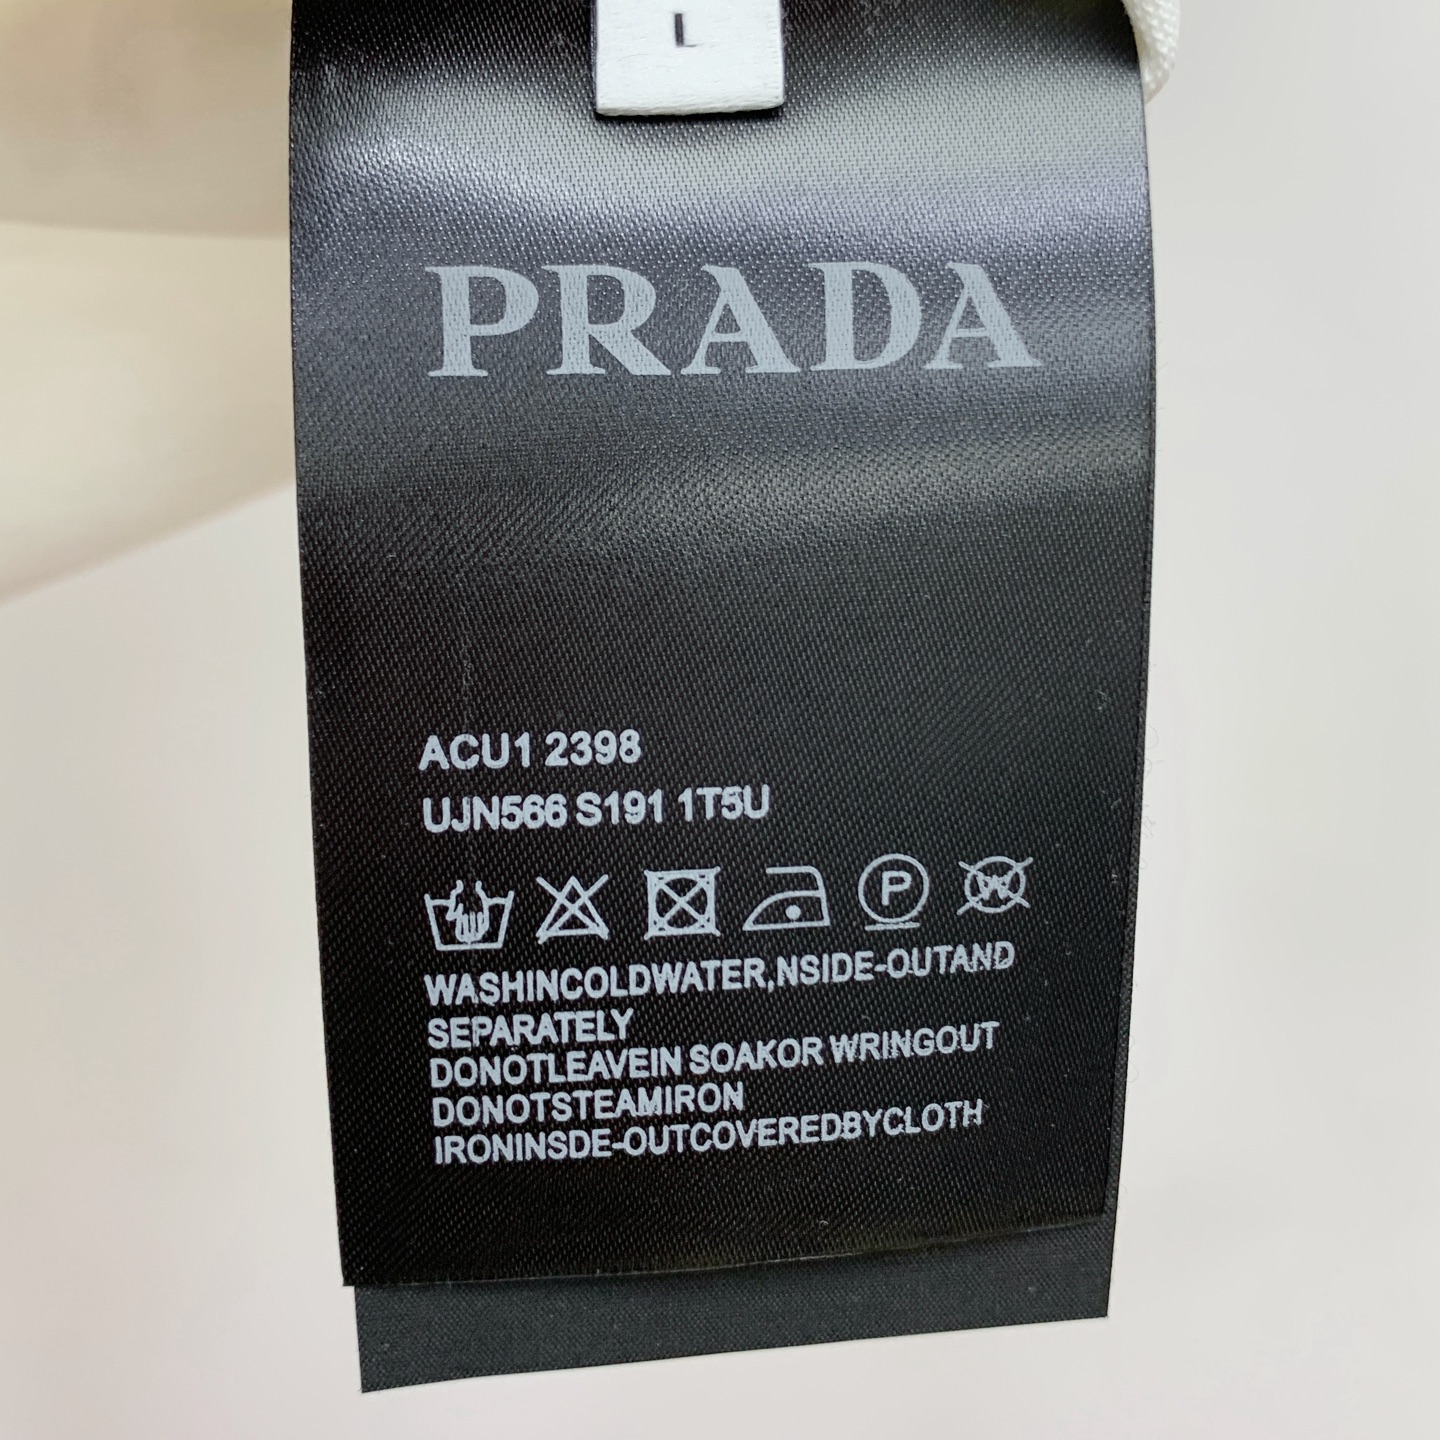 L
PRADA
ACU1 2398
UJN566 S191 1T5U
P
W
WASHINCOLDWATER,NSIDE-OUTAND
SEPARATELY
DONOTLEAVEIN SOAKOR WRINGOUT
DONOTSTEAMIRON
IRONINSDE-OUTCOVEREDBYCLOTH